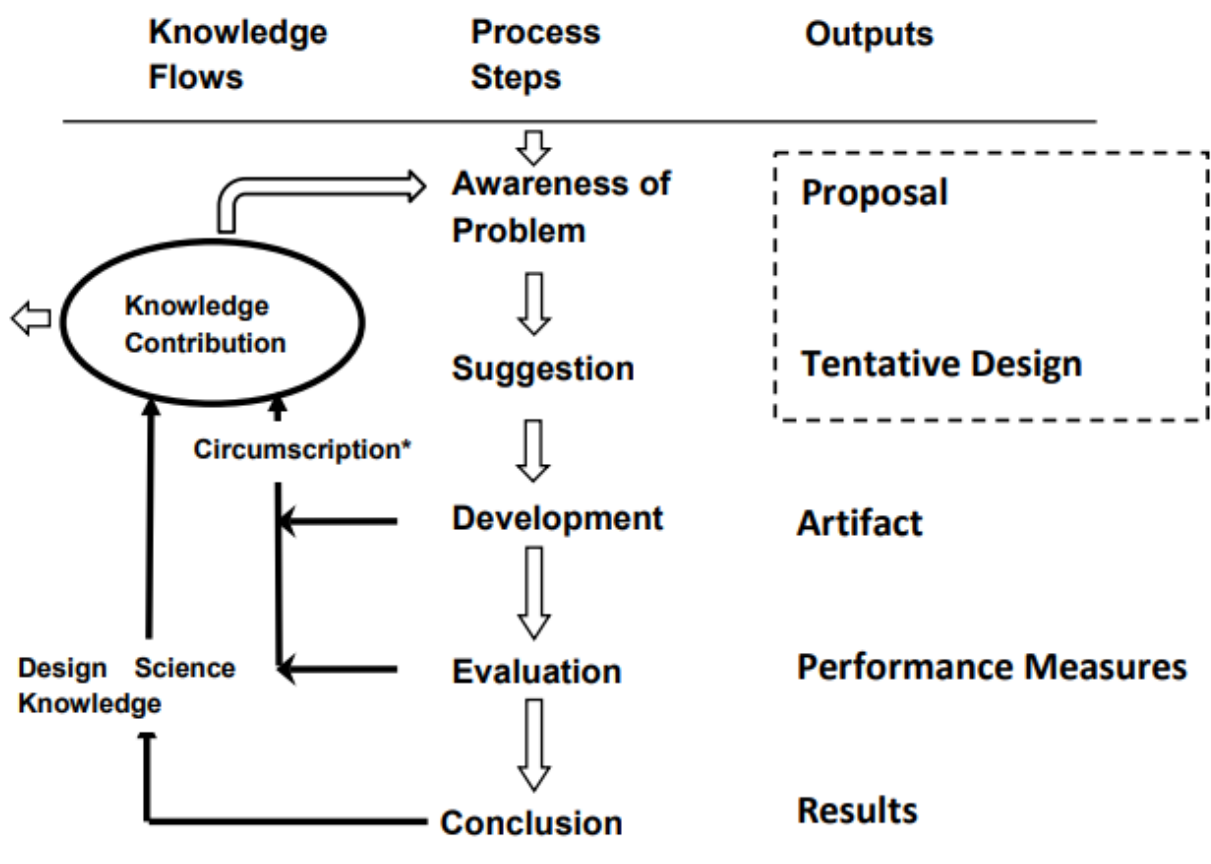 Knowledge
Flows
Process
Steps
Outputs
Awareness of
Problem
Proposal
Knowledge
Contribution
Suggestion
Tentative Design
Circumscription*
Development
Artifact
Design Science
Knowledge
Evaluation
Performance Measures
Conclusion
Results